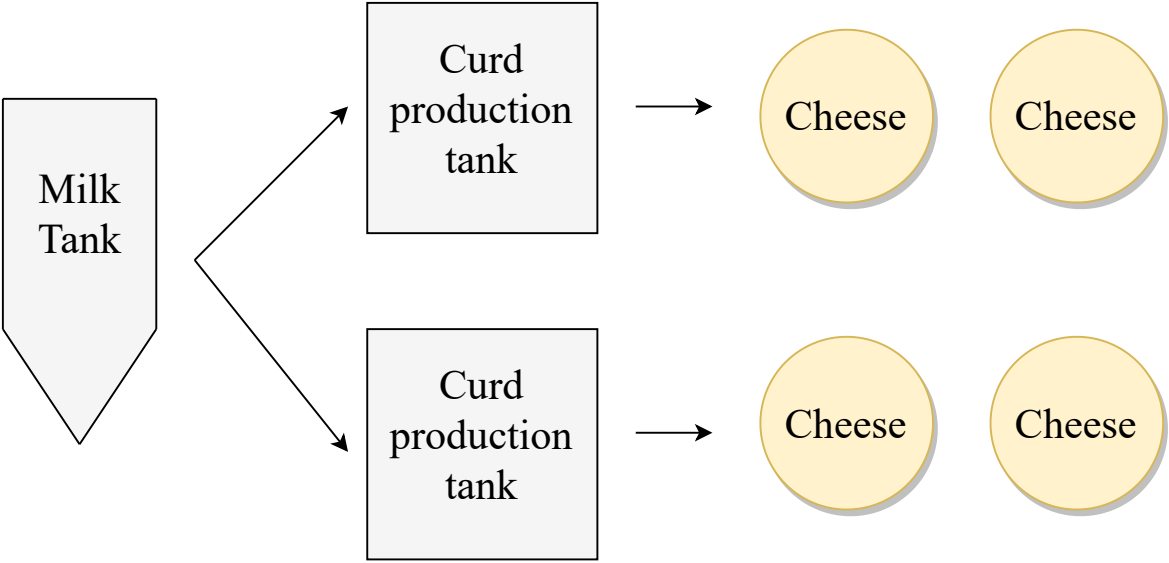 Milk
Tank
Curd
production
tank
Cheese
Cheese
Curd
production
tank
Cheese
Cheese